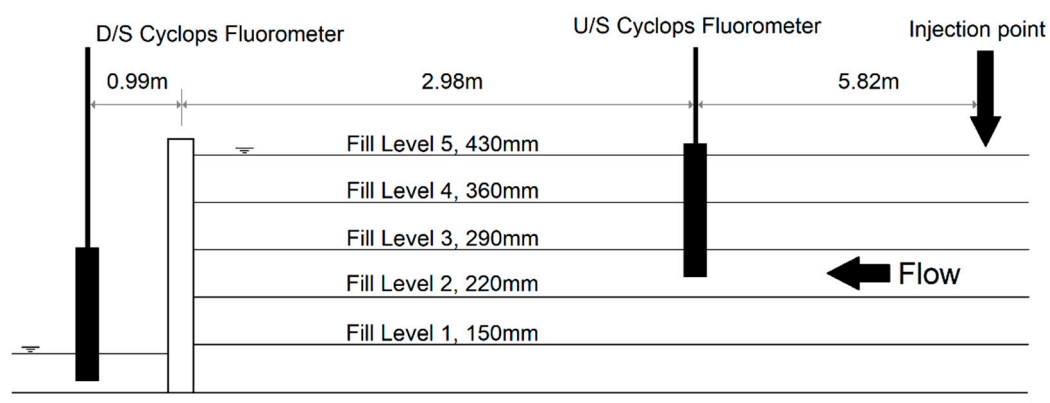 D/S Cyclops Fluorometer
U/S Cyclops Fluorometer
Injection point
0.99m
2.98m
5.82m
Fill Level 5, 430mm
Fill Level 4, 360mm
Fill Level 3, 290mm
Flow
Fill Level 2, 220mm
Fill Level 1, 150mm